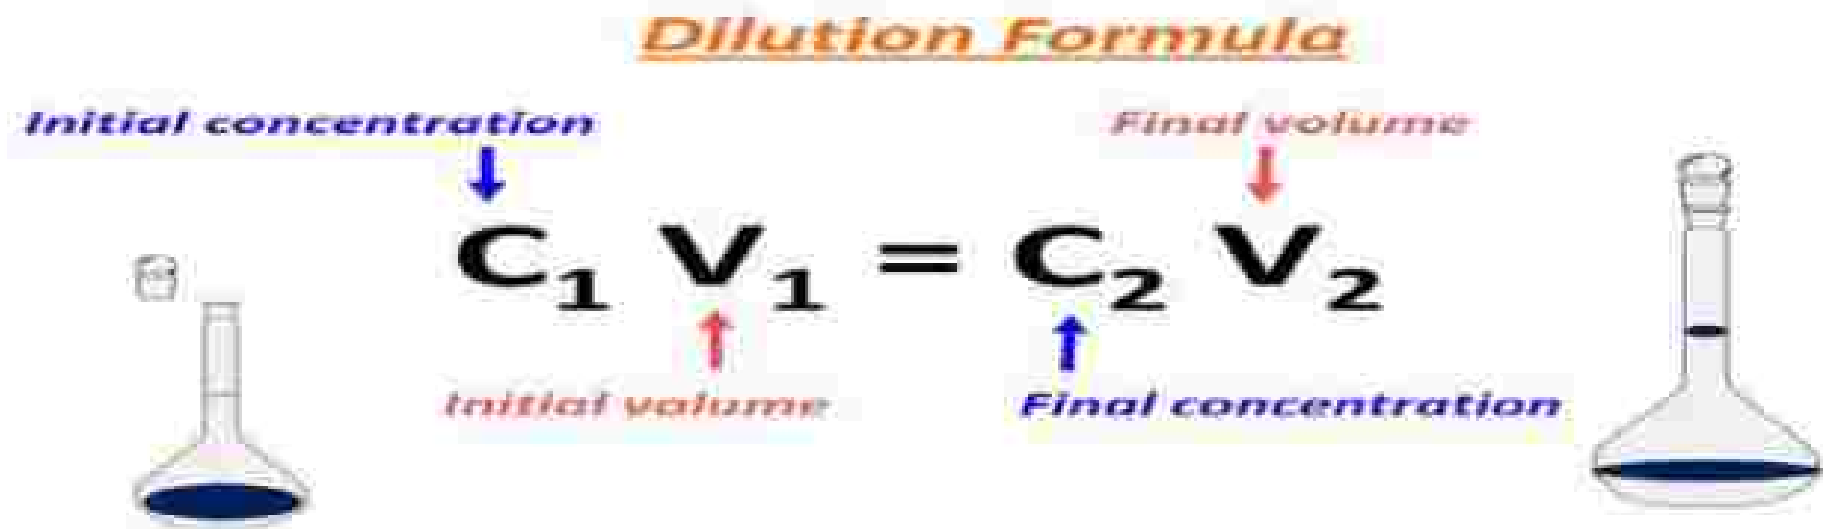 Dilution Formula
Initial concentration
Final volume
C₁ V₁ = C₂ V₂
Initial volume
Final concentration